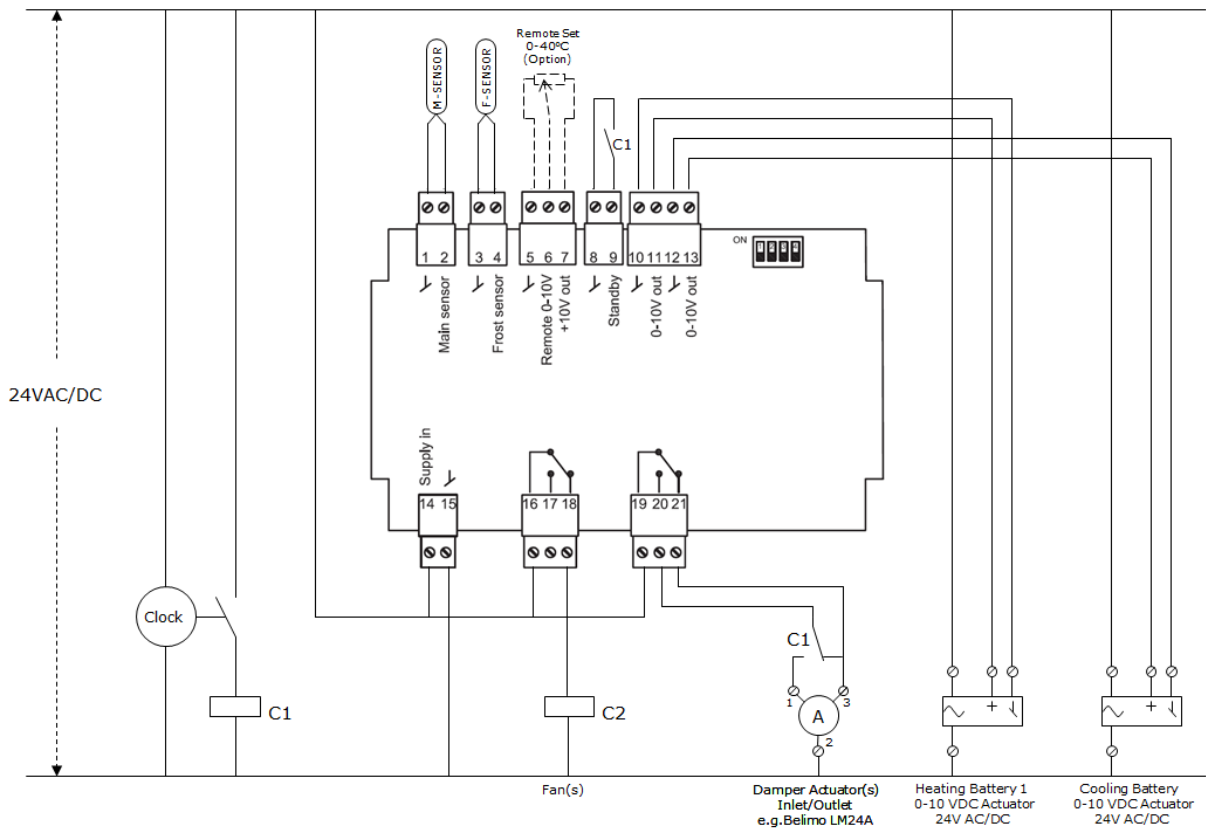 Remote Set
0-40ºC
(Option)
M-SENSOR
F-SENSOR
C1
ON
1 2
3 4
5 6 7
8 9
10 11 12 13
Main sensor
Frost sensor
Remote 0-10V
+10V out
Standby
0-10V out
0-10V out
24VAC/DC
Supply in
14 15
16 17 18
19 20 21
Clock
C1
C2
C1
1
3
A
2
+
+
Fan(s)
Damper Actuator(s)
Inlet/Outlet
e.g.Belimo LM24A
Heating Battery 1
0-10 VDC Actuator
24V AC/DC
Cooling Battery
0-10 VDC Actuator
24V AC/DC